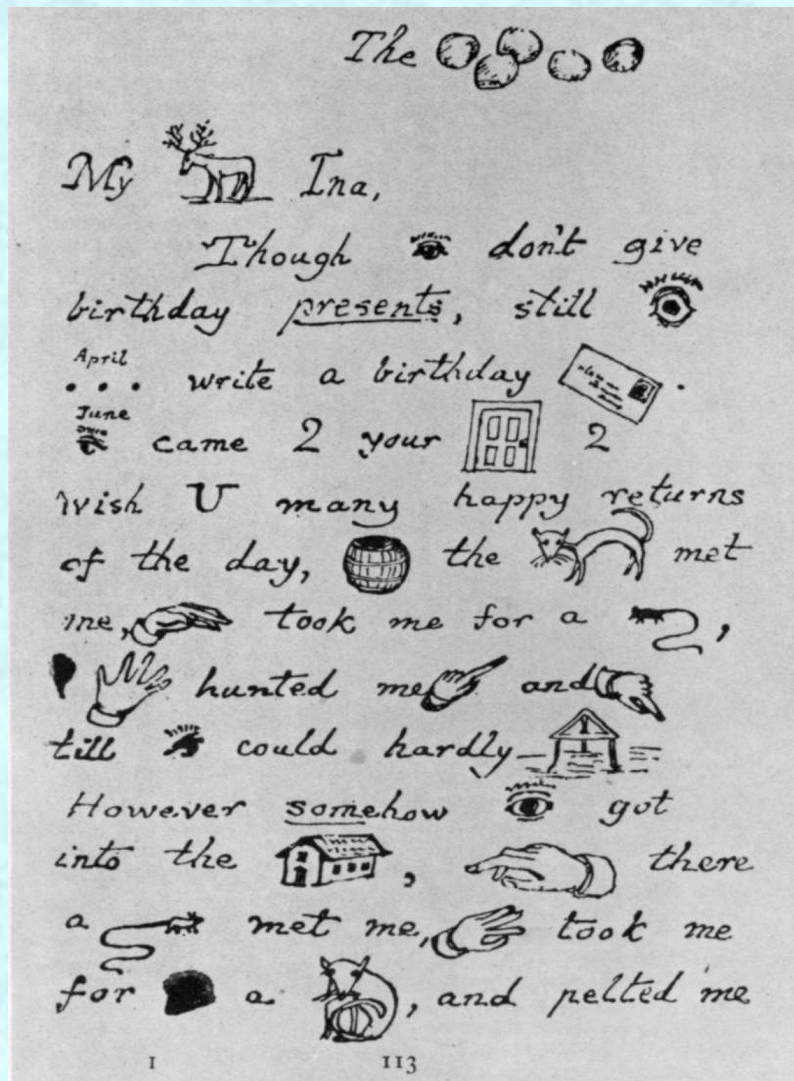 The
My Ina,
Though don't give
birthday presents, still
April
... write a birthday .
June
came 2 your 2
wish U many happy returns
of the day, the met
me, took me for a ,
hunted me and
till could hardly —
However somehow got
into the , there
a met me, took me
for a , and pelted me
1 113